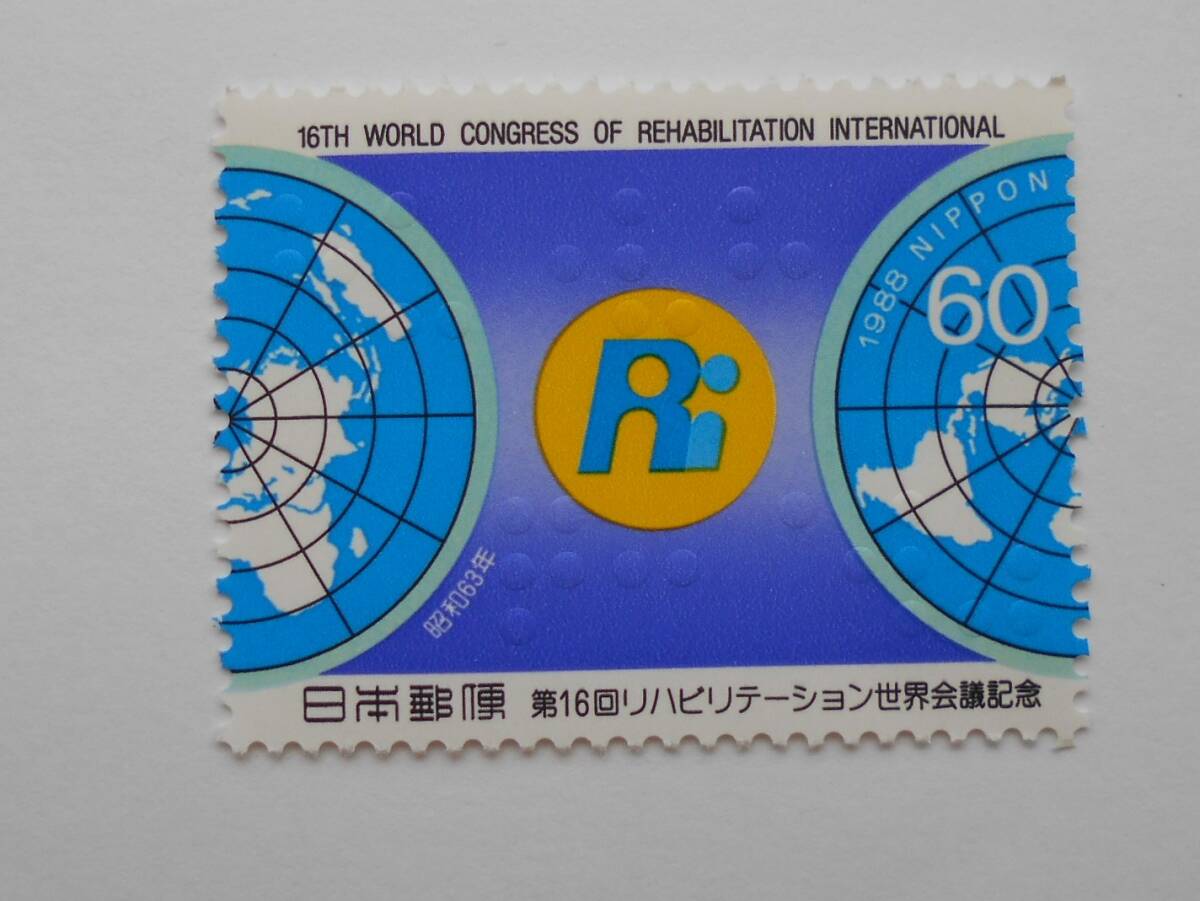 16TH WORLD CONGRESS OF REHABILITATION INTERNATIONAL
1988 NIPPON
60
Ri
昭和63年
日本郵便 第16回リハビリテーション世界会議記念